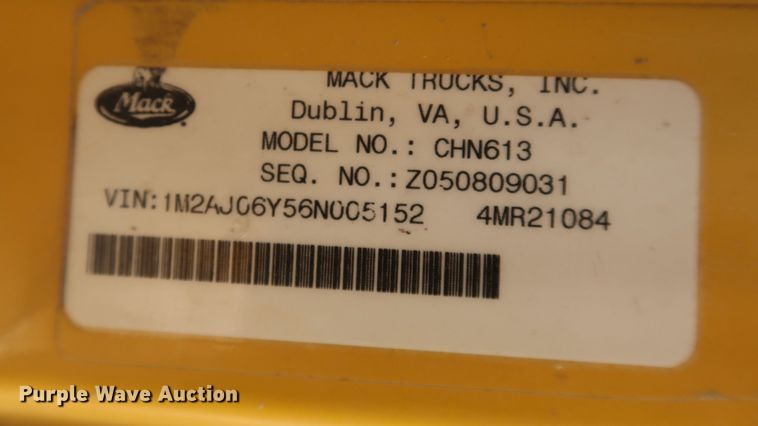 Mack
MACK TRUCKS, INC.
Dublin, VA, U.S.A.
MODEL NO.: CHN613
SEQ. NO.: Z050809031
VIN:1M2AJ06Y56N005152 4MR21084
Purple Wave Auction